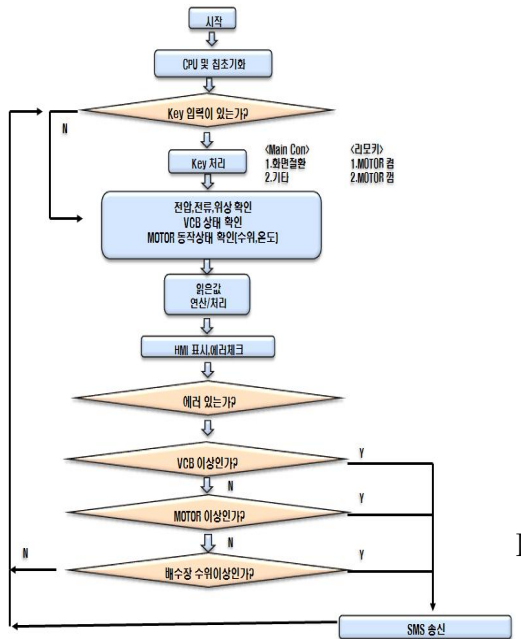 시작
CPU 및 칩초기화
Key 입력이 있는가?
N
Key 처리
<Main Con>
1.화면절환
2.기타
<리모키>
1.MOTOR 켬
2.MOTOR 껌
전압,전류,위상 확인
VCB 상태 확인
MOTOR 동작상태 확인(수위,온도)
읽은값
연산/처리
HMI 표시,에러체크
에러 있는가?
VCB 이상인가?
Y
N
MOTOR 이상인가?
Y
N
배수장 수위이상인가?
N
Y
SMS 송신